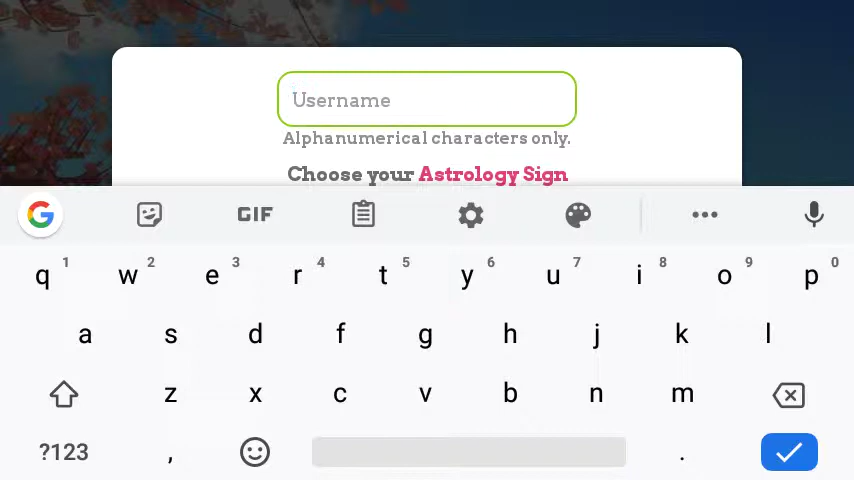 Username
Alphanumerical characters only.
Choose your Astrology Sign
G GIF
q 1 w 2 e 3 r 4 t 5 y 6 u 7 i 8 o 9 p 0
a s d f g h j k l
z x c v b n m
?123 , .